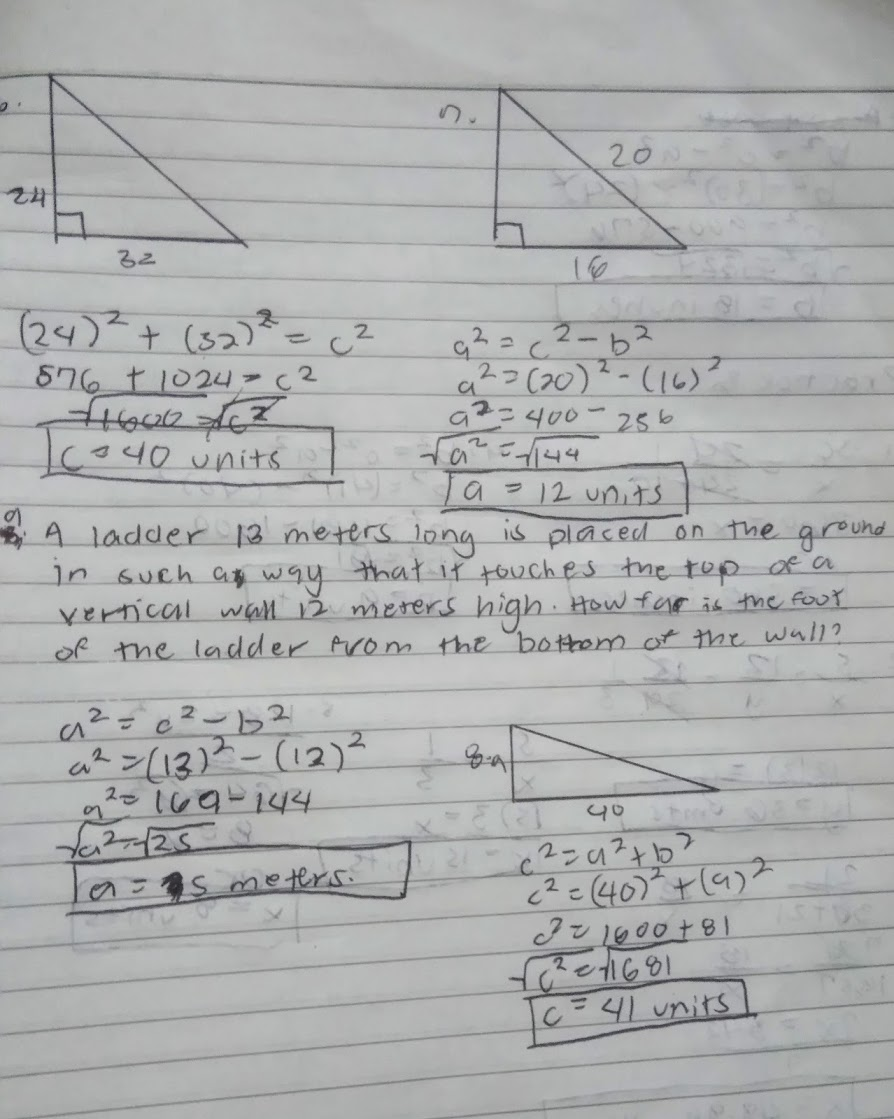 24
32
(24)² + (32)² = c²
576 + 1024 = c²
√1600 = √c²
c = 40 units
n.
20
16
a² = c² - b²
a² = (20)² - (16)²
a² = 400 - 256
√a² = √144
a = 12 units
A ladder 13 meters long is placed on the ground
in such a way that it touches the top of a
vertical wall 12 meters high. How far is the foot
of the ladder from the bottom of the wall?
a² = c² - b²
a² = (13)² - (12)²
a² = 169 - 144
√a² = √25
a = 5 meters.
40
c² = a² + b²
c² = (40)² + (9)²
c² = 1600 + 81
√c² = √1681
c = 41 units